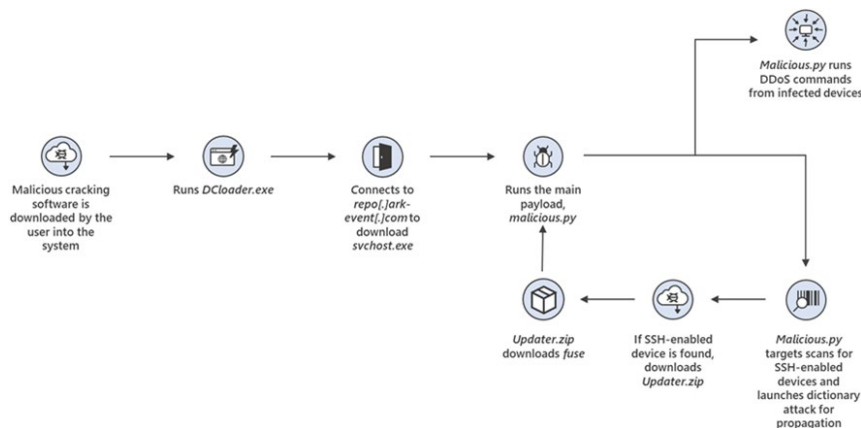 Malicious.py runs
DDoS commands
from infected devices
Malicious cracking
software is
downloaded by the
user into the
system
Runs DCloader.exe
Connects to
repo[.]ark-
event[.]com to
download
svchost.exe
Runs the main
payload,
malicious.py
Updater.zip
downloads fuse
If SSH-enabled
device is found,
downloads
Updater.zip
Malicious.py
targets scans for
SSH-enabled
devices and
launches dictionary
attack for
propagation